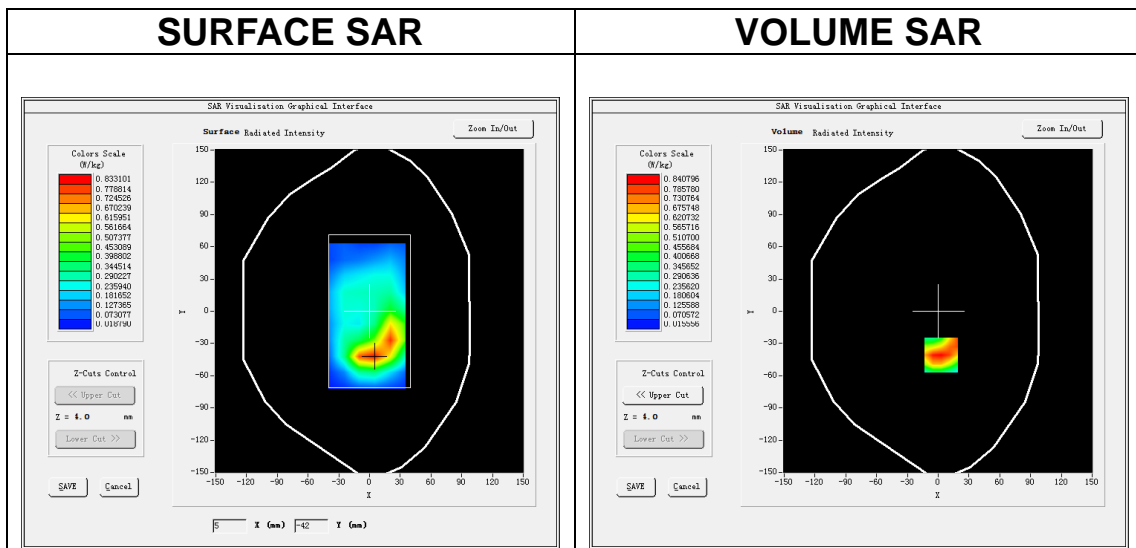 SURFACE SAR
SAR Visualisation Graphical Interface
Surface Radiated Intensity
Zoom In/Out
Colors Scale
(W/kg)
0.833101
0.778814
0.724526
0.670239
0.615951
0.561664
0.507377
0.453089
0.398802
0.344514
0.290227
0.235940
0.181652
0.127365
0.073077
0.018790
Z-Cuts Control
<< Upper Cut
Z = 4.0 mm
Lower Cut >>
SAVE Cancel
150
120
90
60
30
0
-30
-60
-90
-120
-150
Y
-150 -120 -90 -60 -30 0 30 60 90 120 150
X
5 X (mm) -42 Y (mm)
VOLUME SAR
SAR Visualisation Graphical Interface
Volume Radiated Intensity
Zoom In/Out
Colors Scale
(W/kg)
0.840796
0.785780
0.730764
0.675748
0.620732
0.565716
0.510700
0.455684
0.400668
0.345652
0.290636
0.235620
0.180604
0.125588
0.070572
0.015556
Z-Cuts Control
<< Upper Cut
Z = 4.0 mm
Lower Cut >>
SAVE Cancel
150
120
90
60
30
0
-30
-60
-90
-120
-150
Y
-150 -120 -90 -60 -30 0 30 60 90 120 150
X